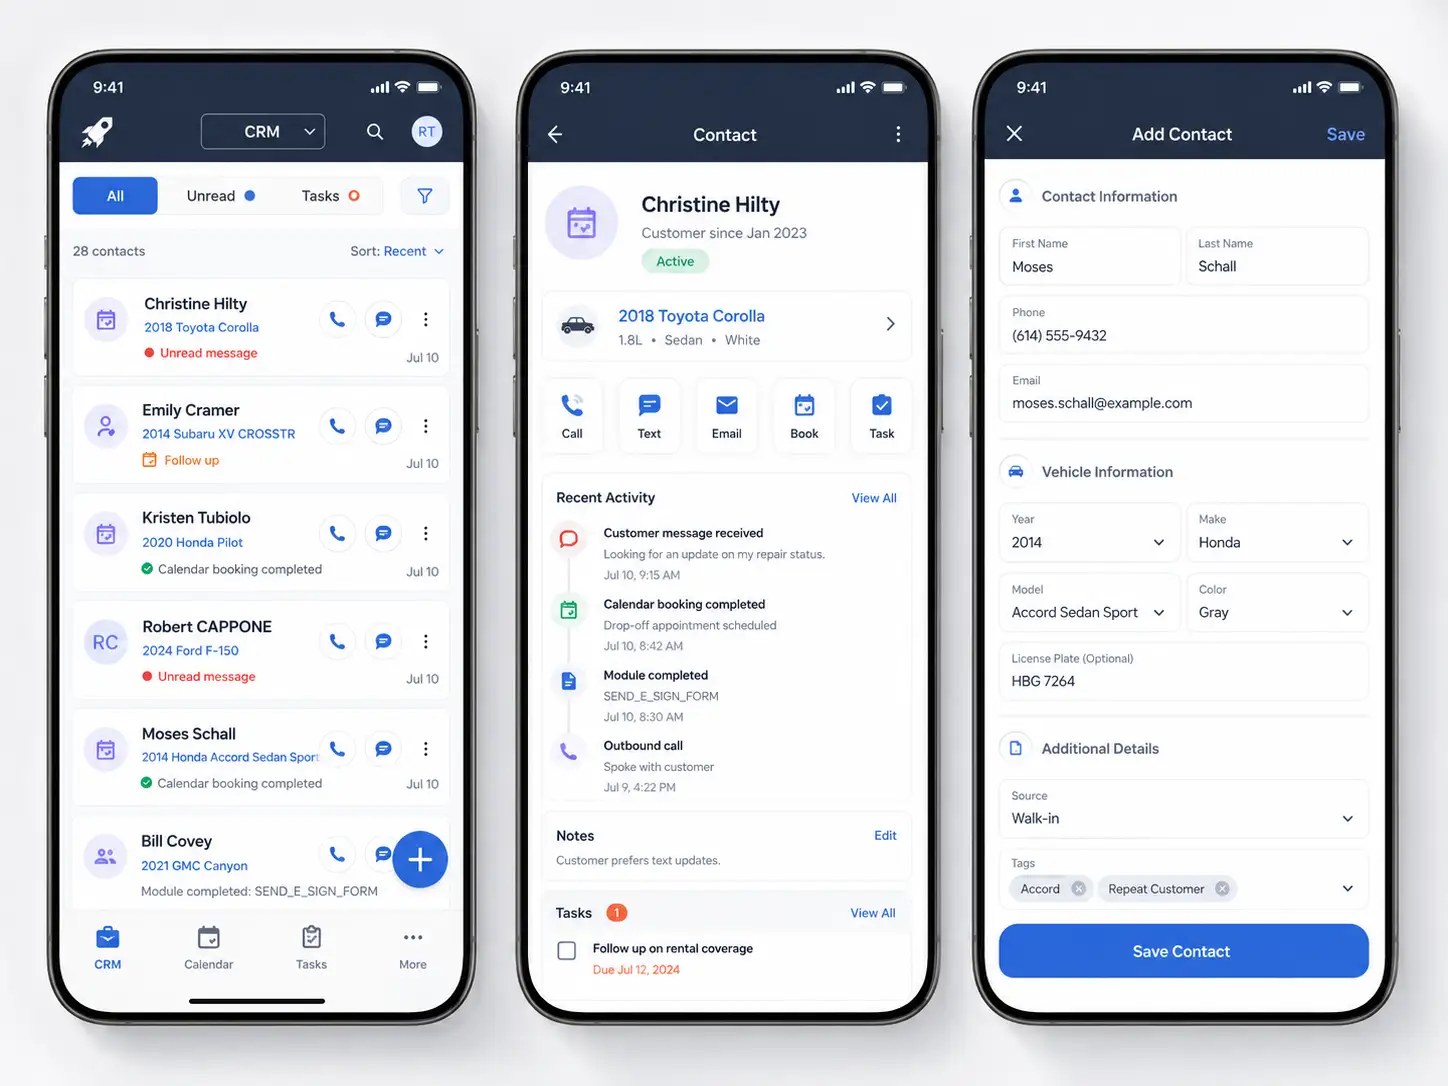 9:41
CRM
RT
All
Unread
Tasks
28 contacts
Sort: Recent
Christine Hilty
2018 Toyota Corolla
Unread message
Jul 10
Emily Cramer
2014 Subaru XV CROSSTR
Follow up
Jul 10
Kristen Tubiolo
2020 Honda Pilot
Calendar booking completed
Jul 10
RC
Robert CAPPONE
2024 Ford F-150
Unread message
Jul 10
Moses Schall
2014 Honda Accord Sedan Sport
Calendar booking completed
Jul 10
Bill Covey
2021 GMC Canyon
Module completed: SEND_E_SIGN_FORM
CRM
Calendar
Tasks
More
9:41
Contact
Christine Hilty
Customer since Jan 2023
Active
2018 Toyota Corolla
1.8L • Sedan • White
Call
Text
Email
Book
Task
Recent Activity
View All
Customer message received
Looking for an update on my repair status.
Jul 10, 9:15 AM
Calendar booking completed
Drop-off appointment scheduled
Jul 10, 8:42 AM
Module completed
SEND_E_SIGN_FORM
Jul 10, 8:30 AM
Outbound call
Spoke with customer
Jul 9, 4:22 PM
Notes
Edit
Customer prefers text updates.
Tasks
1
View All
Follow up on rental coverage
Due Jul 12, 2024
9:41
Add Contact
Save
Contact Information
First Name
Moses
Last Name
Schall
Phone
(614) 555-9432
Email
moses.schall@example.com
Vehicle Information
Year
2014
Make
Honda
Model
Accord Sedan Sport
Color
Gray
License Plate (Optional)
HBG 7264
Additional Details
Source
Walk-in
Tags
Accord
Repeat Customer
Save Contact